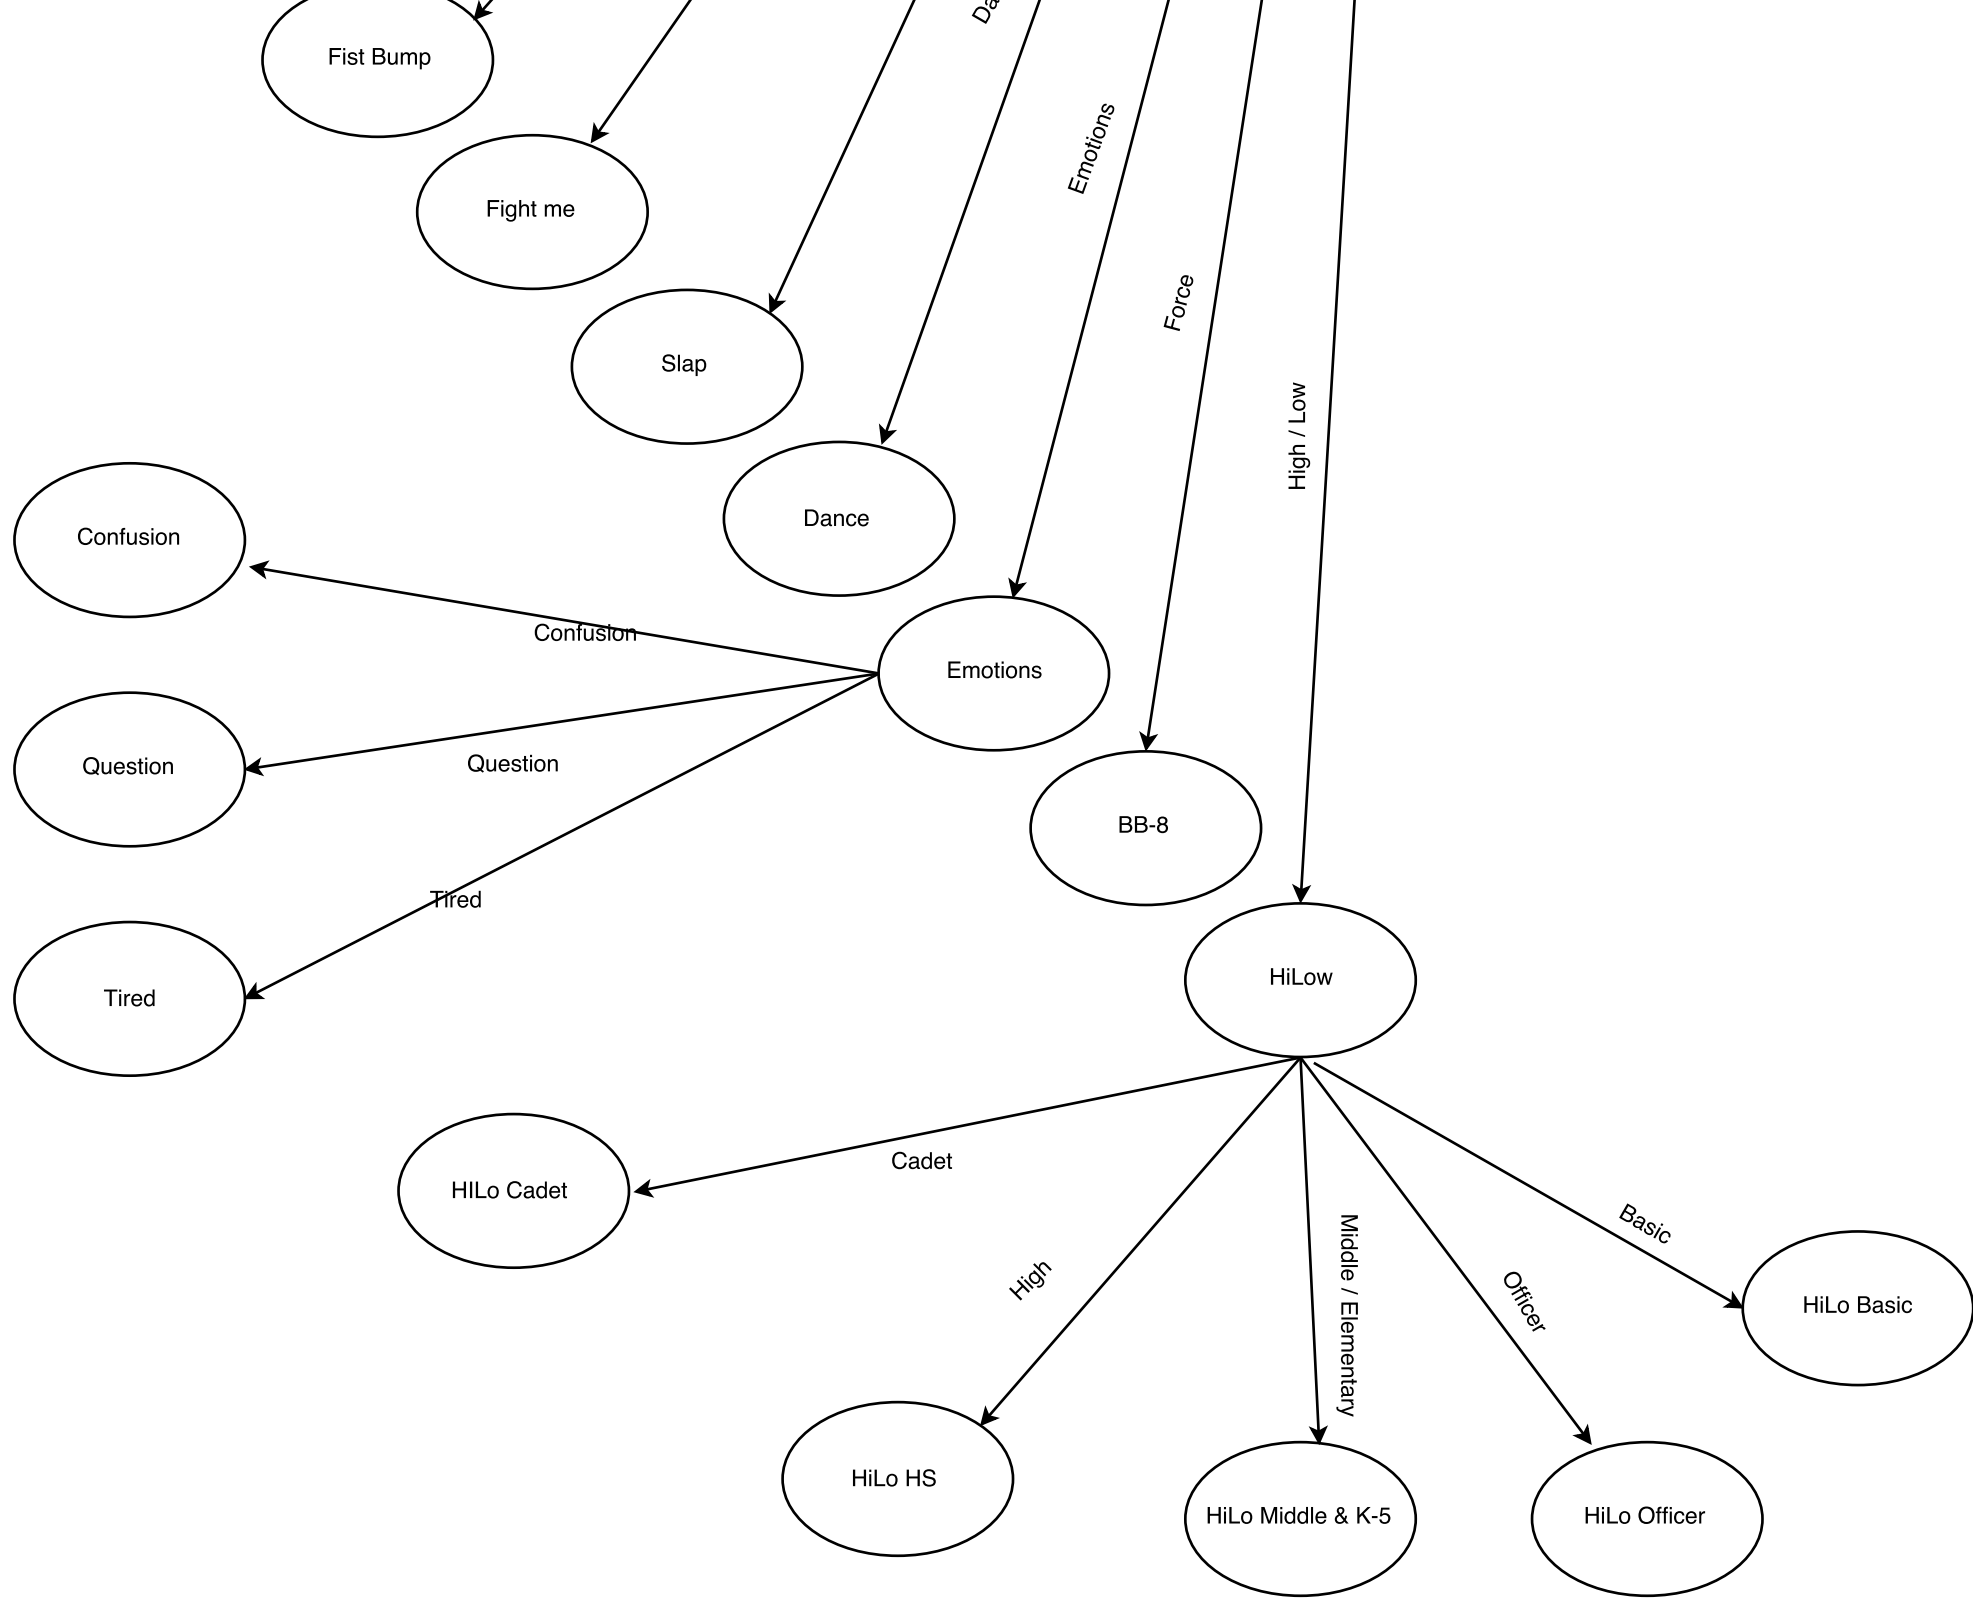 Fist Bump
Fight me
Emotions
Force
Slap
High / Low
Dance
Confusion
Confusion
Emotions
Question
Question
BB-8
Tired
Tired
HiLow
Cadet
HILo Cadet
High
Middle / Elementary
Officer
Basic
HiLo Basic
HiLo HS
HiLo Middle & K-5
HiLo Officer